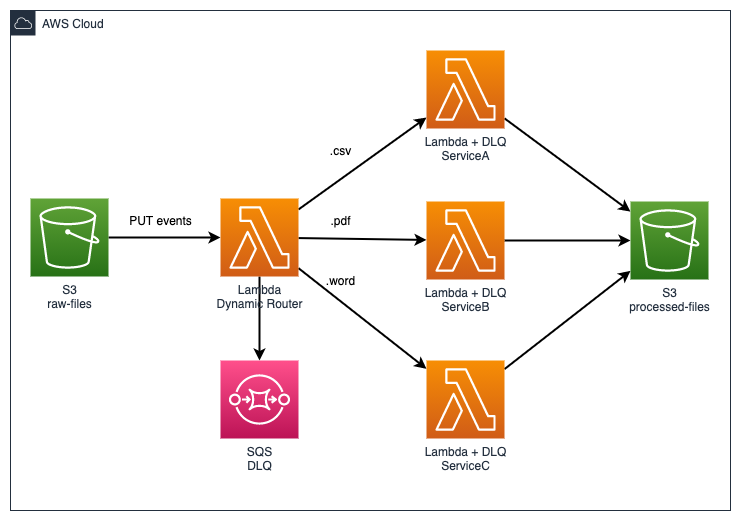 AWS Cloud
Lambda + DLQ
ServiceA
.csv
PUT events
.pdf
S3
raw-files
Lambda
Dynamic Router
.word
Lambda + DLQ
ServiceB
S3
processed-files
SQS
DLQ
Lambda + DLQ
ServiceC